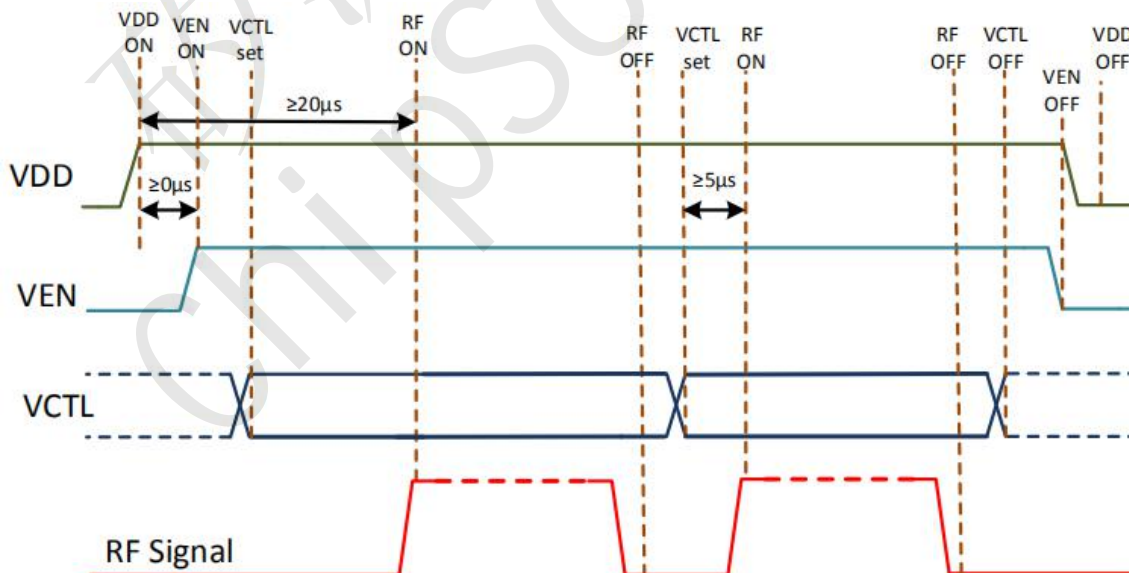 VDD ON
VEN ON
VCTL set
RF ON
RF OFF
VCTL set
RF ON
RF OFF
VCTL OFF
VEN OFF
VDD OFF
≥20μs
VDD
≥0μs
≥5μs
VEN
VCTL
RF Signal